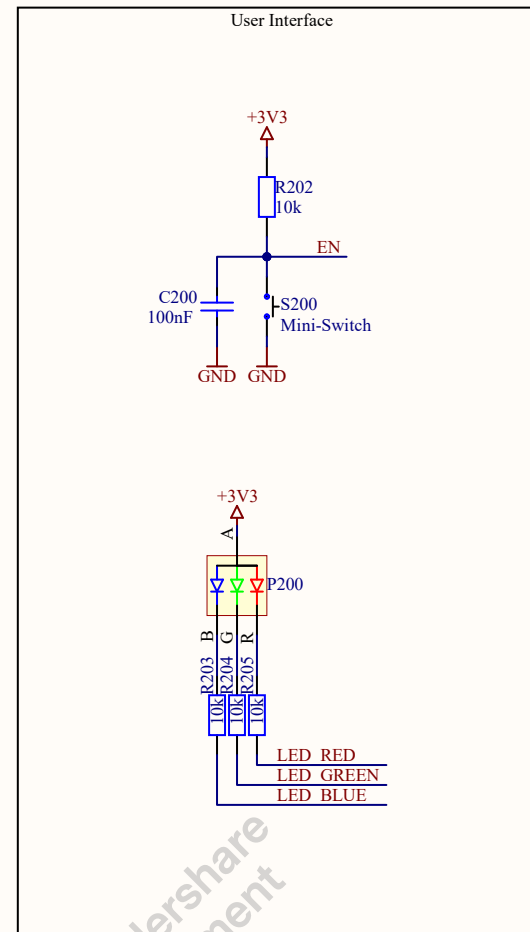 User Interface
+3V3
R202
10k
EN
C200
100nF
S200
Mini-Switch
GND
GND
+3V3
A
P200
B
G
R
R203
R204
R205
10k
10k
10k
LED_RED
LED_GREEN
LED_BLUE